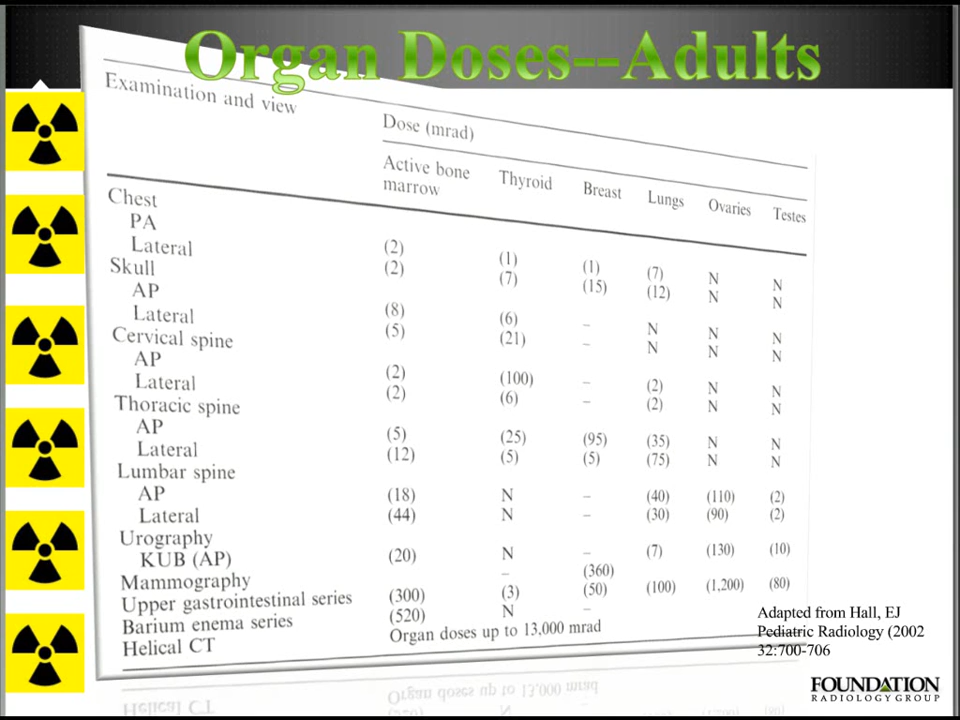 Organ Doses--Adults
Examination and view
Dose (mrad)
Active bone marrow Thyroid Breast Lungs Ovaries Testes
Chest
PA (2) (1) (1) (7) N N
Lateral (2) (7) (15) (12) N N
Skull
AP (8) (6) – N N N
Lateral (5) (21) – N N N
Cervical spine
AP (2) (100) – (2) N N
Lateral (2) (6) – (2) N N
Thoracic spine
AP (5) (25) (95) (35) N N
Lateral (12) (5) (5) (75) N N
Lumbar spine
AP (18) N – (40) (110) (2)
Lateral (44) N – (30) (90) (2)
Urography
KUB (AP) (20) N – (7) (130) (10)
Mammography – (360)
Upper gastrointestinal series (300) (3) (50) (100) (1,200) (80)
Barium enema series (520) N –
Helical CT Organ doses up to 13,000 mrad
Adapted from Hall, EJ
Pediatric Radiology (2002
32:700-706
FOUNDATION
RADIOLOGY GROUP